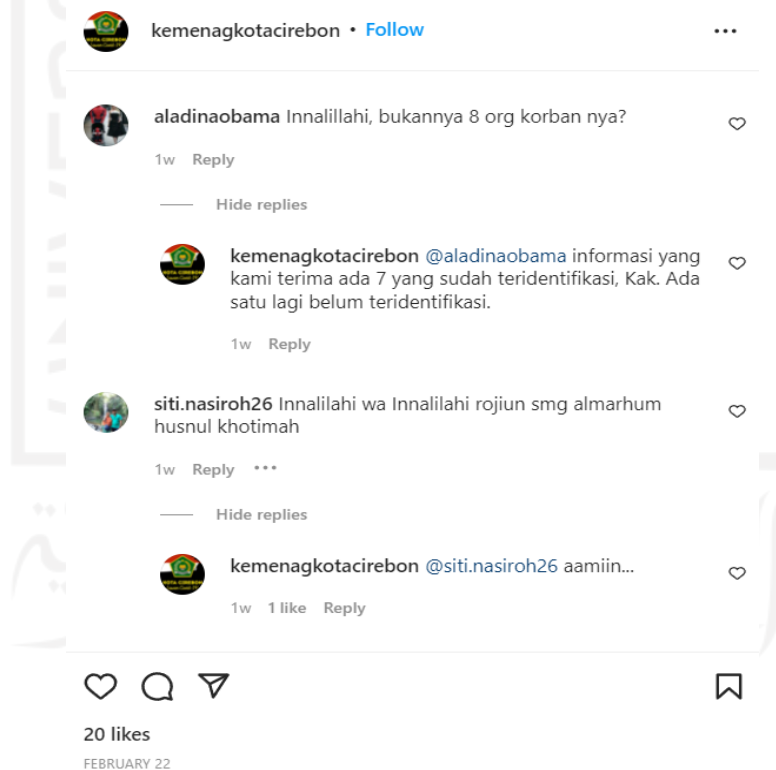 kemenagkotacirebon • Follow
aladinaobama Innalillahi, bukannya 8 org korban nya?
1w Reply
Hide replies
kemenagkotacirebon @aladinaobama informasi yang
kami terima ada 7 yang sudah teridentifikasi, Kak. Ada
satu lagi belum teridentifikasi.
1w Reply
siti.nasiroh26 Innalilahi wa Innalilahi rojiun smg almarhum
husnul khotimah
1w Reply
Hide replies
kemenagkotacirebon @siti.nasiroh26 aamiin...
1w 1 like Reply
20 likes
FEBRUARY 22